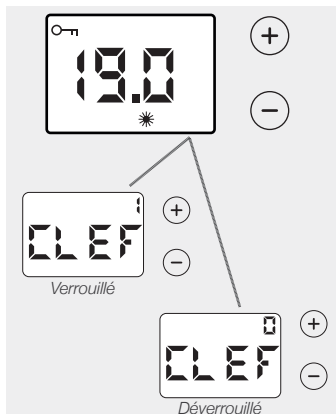 19.0
+
−
1
CLEF
+
−
Verrouillé
0
CLEF
+
−
Déverrouillé